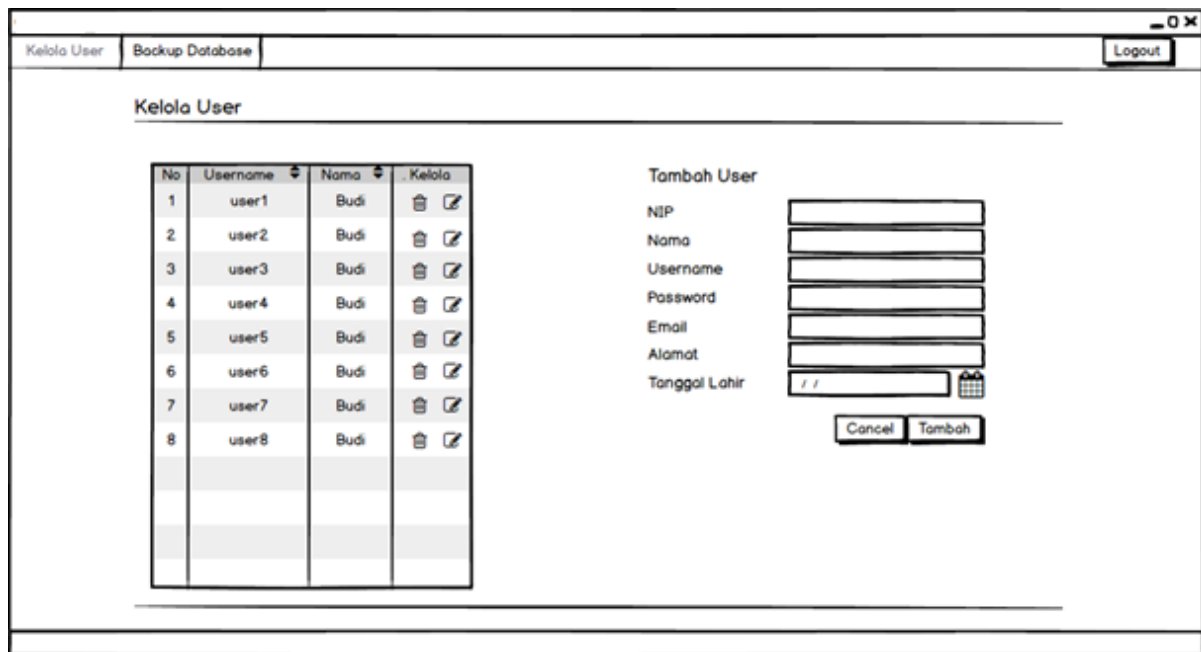 Kelola User Backup Database Logout
Kelola User
No Username Nama . Kelola
1 user1 Budi
2 user2 Budi
3 user3 Budi
4 user4 Budi
5 user5 Budi
6 user6 Budi
7 user7 Budi
8 user8 Budi
Tambah User
NIP
Nama
Username
Password
Email
Alamat
Tanggal Lahir / /
Cancel Tambah